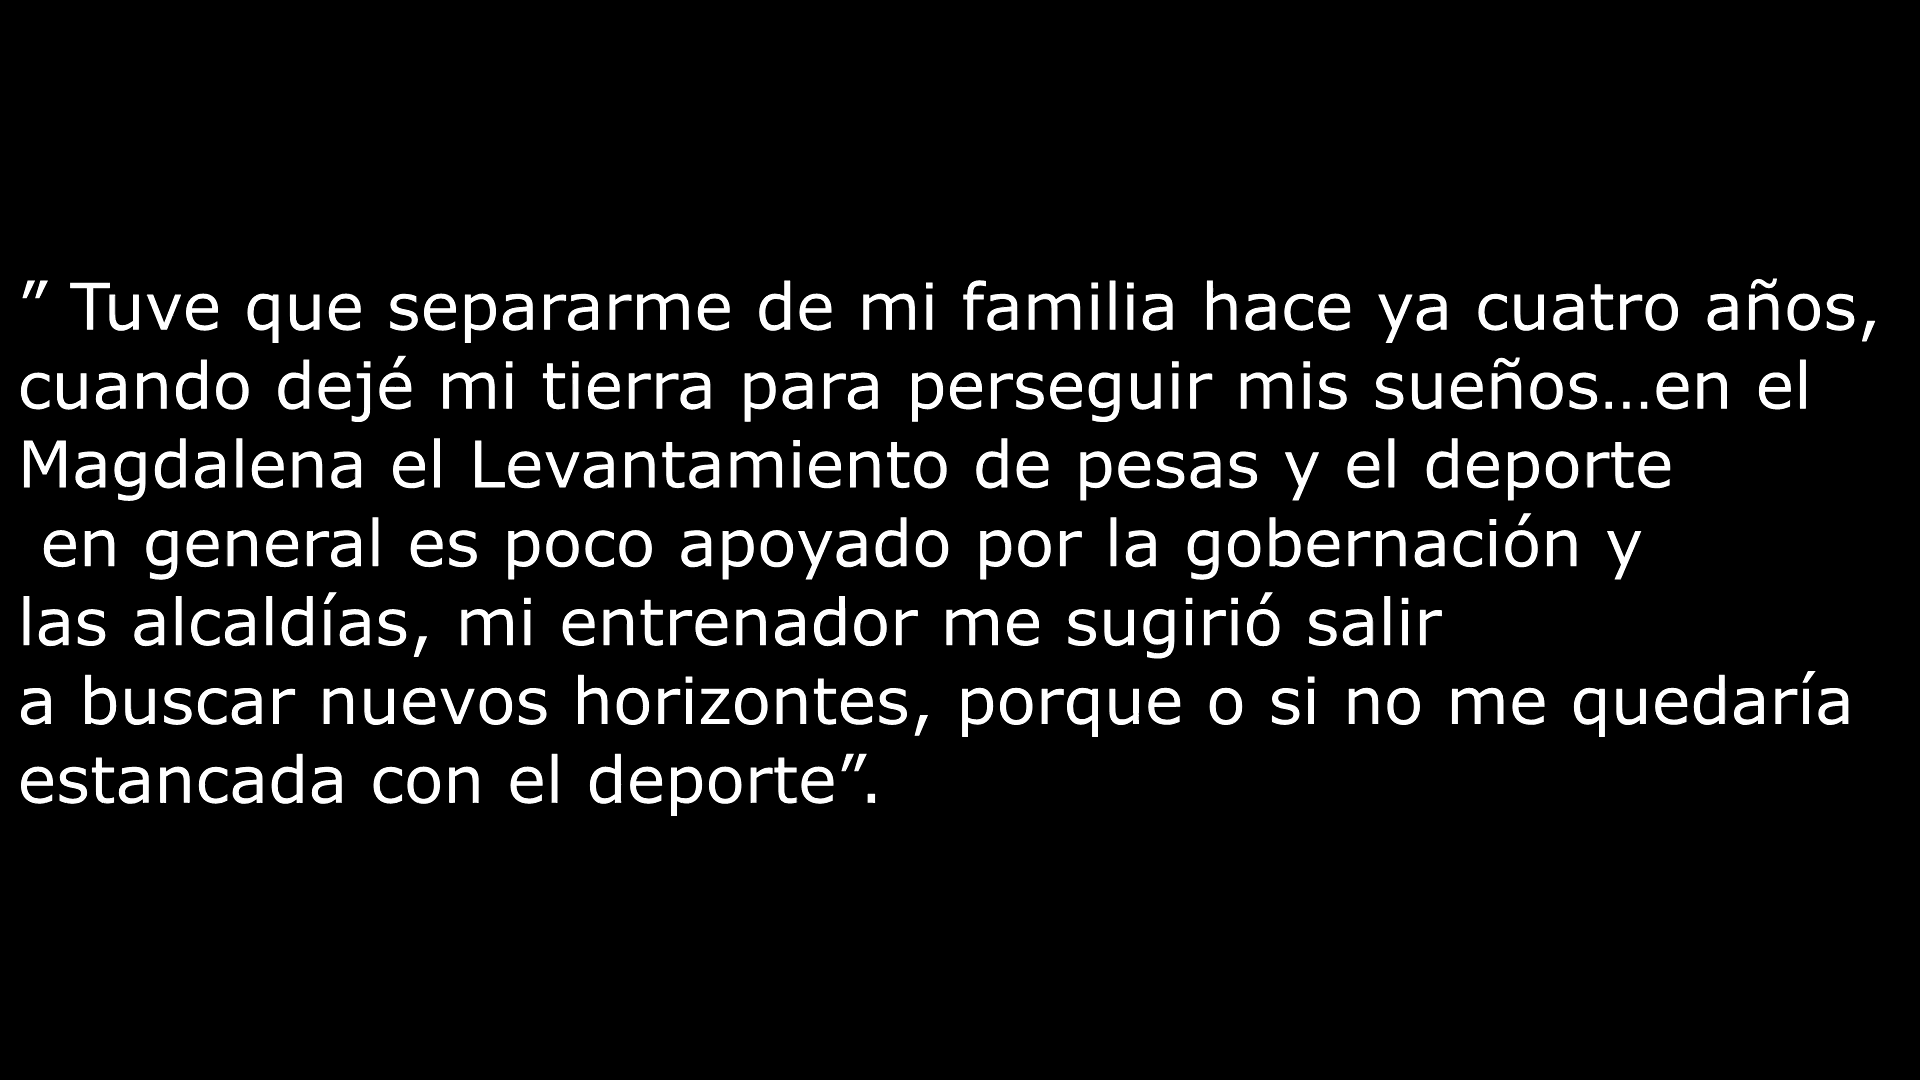 ” Tuve que separarme de mi familia hace ya cuatro años,
cuando dejé mi tierra para perseguir mis sueños…en el
Magdalena el Levantamiento de pesas y el deporte
en general es poco apoyado por la gobernación y
las alcaldías, mi entrenador me sugirió salir
a buscar nuevos horizontes, porque o si no me quedaría
estancada con el deporte”.